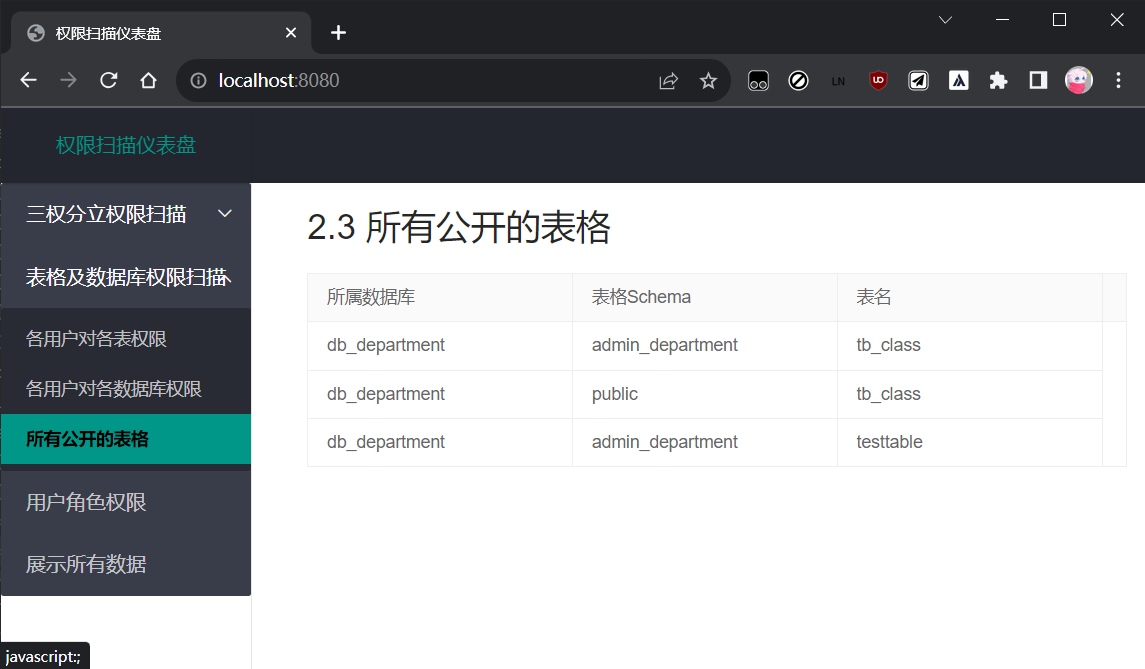 权限扫描仪表盘
localhost:8080
LN
UD
权限扫描仪表盘
三权分立权限扫描
表格及数据库权限扫描
各用户对各表权限
各用户对各数据库权限
所有公开的表格
用户角色权限
展示所有数据
2.3 所有公开的表格
所属数据库 表格Schema 表名
db_department admin_department tb_class
db_department public tb_class
db_department admin_department testtable
javascript:;